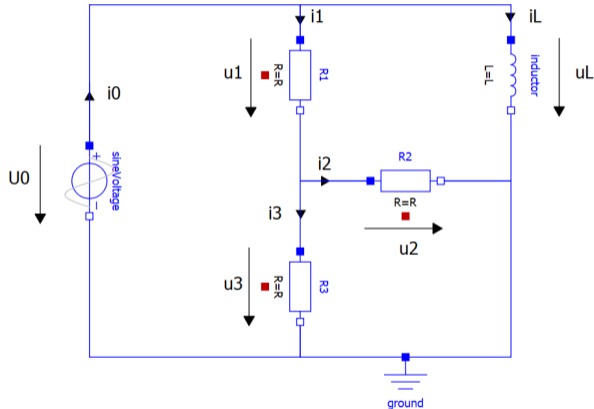 i1
iL
u1
R=R
R1
L=L
inductor
uL
i0
U0
+
sineVoltage
−
i2
R2
R=R
u2
i3
u3
R=R
R3
ground